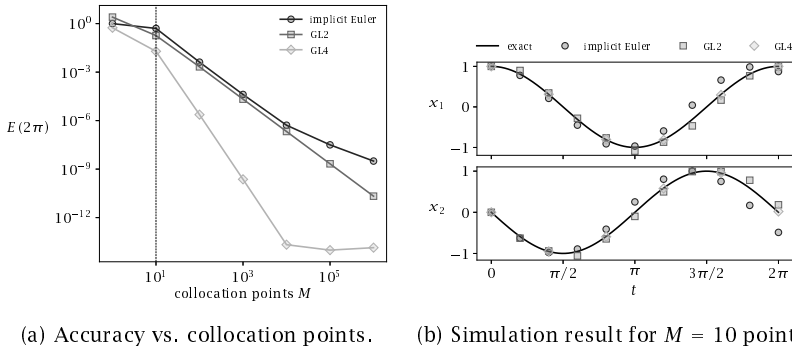 10^0
10^-3
10^-6
10^-9
10^-12
E(2π)
implicit Euler
GL2
GL4
10^1
10^3
10^5
collocation points M
(a) Accuracy vs. collocation points.
exact
implicit Euler
GL2
GL4
x_1
1
0
−1
x_2
1
0
−1
0
π/2
π
3π/2
2π
t
(b) Simulation result for M = 10 point